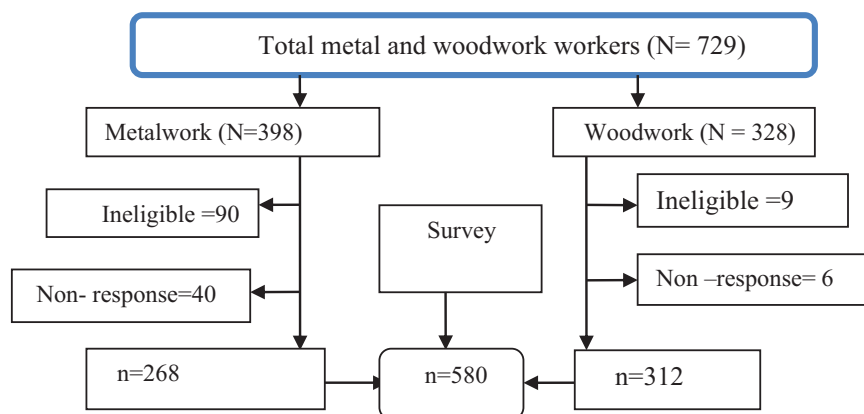 Total metal and woodwork workers (N= 729)
Metalwork (N=398)
Woodwork (N = 328)
Ineligible =90
Ineligible =9
Survey
Non- response=40
Non –response= 6
n=268
n=580
n=312